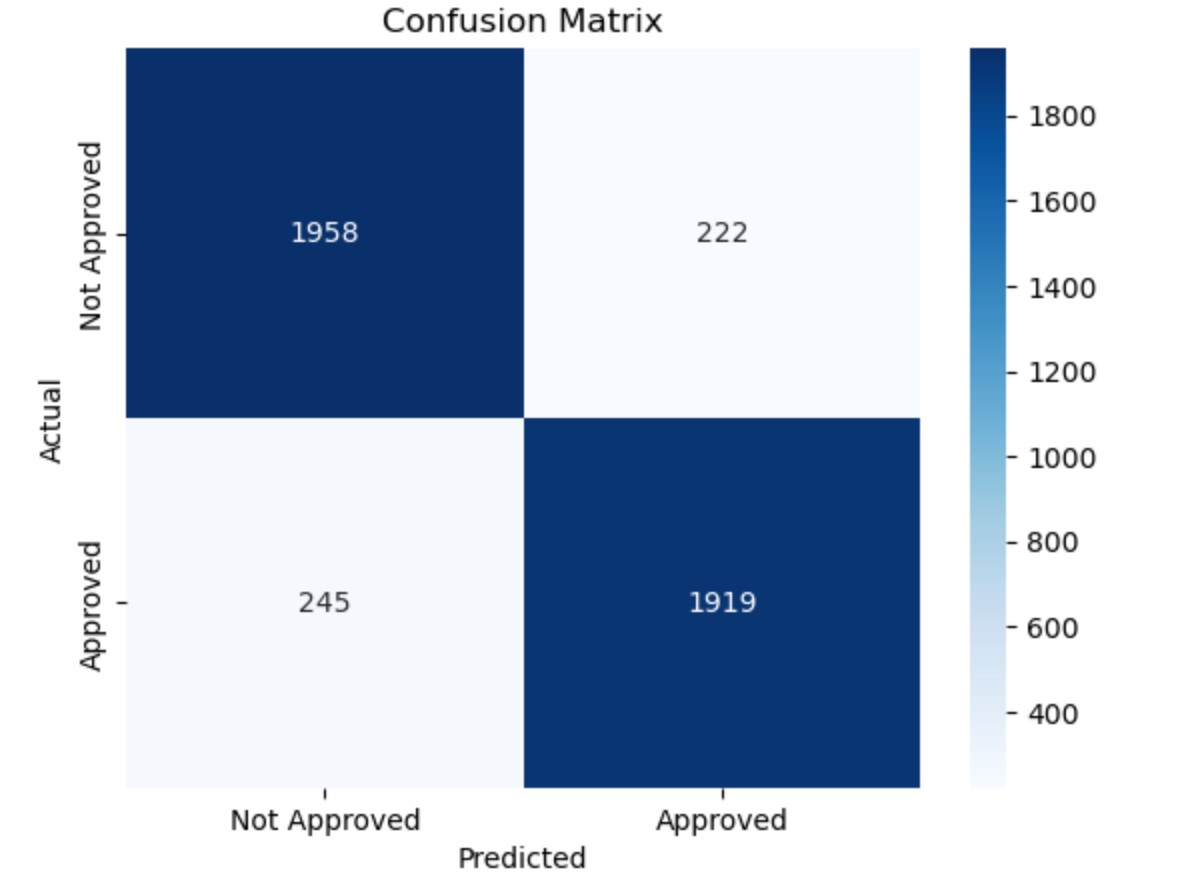 Confusion Matrix
Actual
Not Approved
Approved
1958
222
245
1919
Not Approved
Approved
Predicted
1800
1600
1400
1200
1000
800
600
400